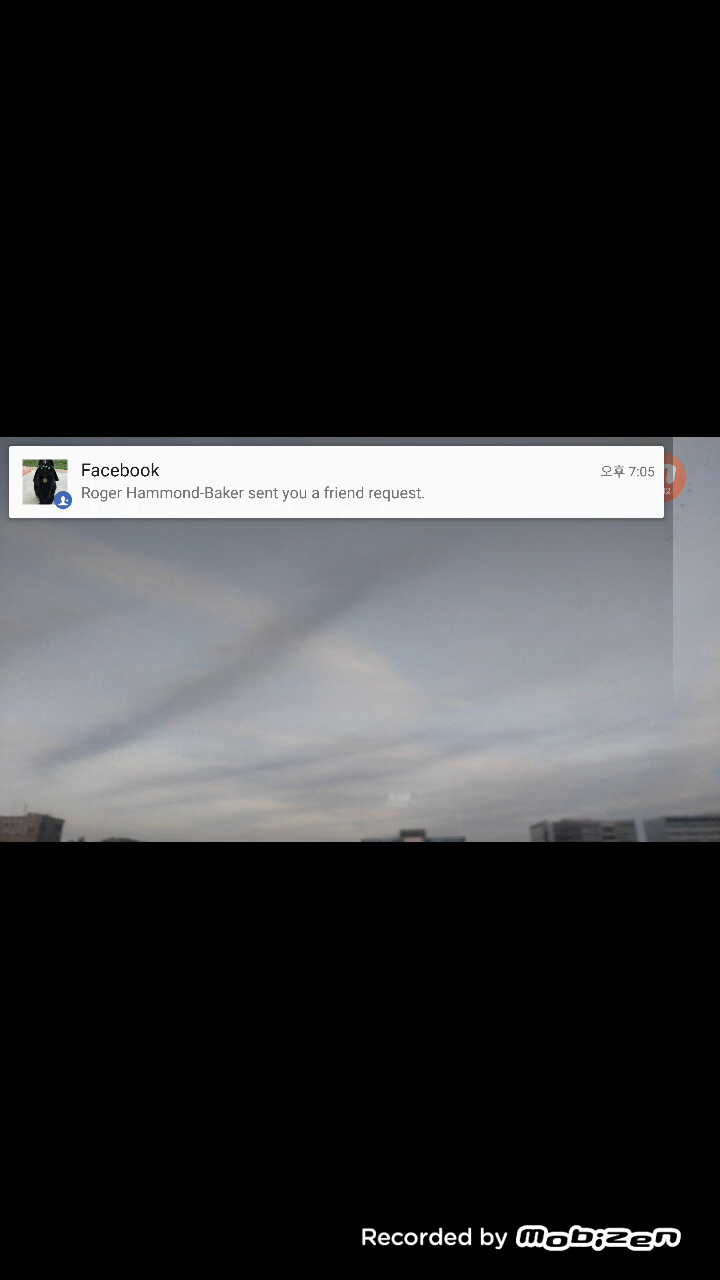 Facebook
오후 7:05
Roger Hammond-Baker sent you a friend request.
Recorded by mobizen